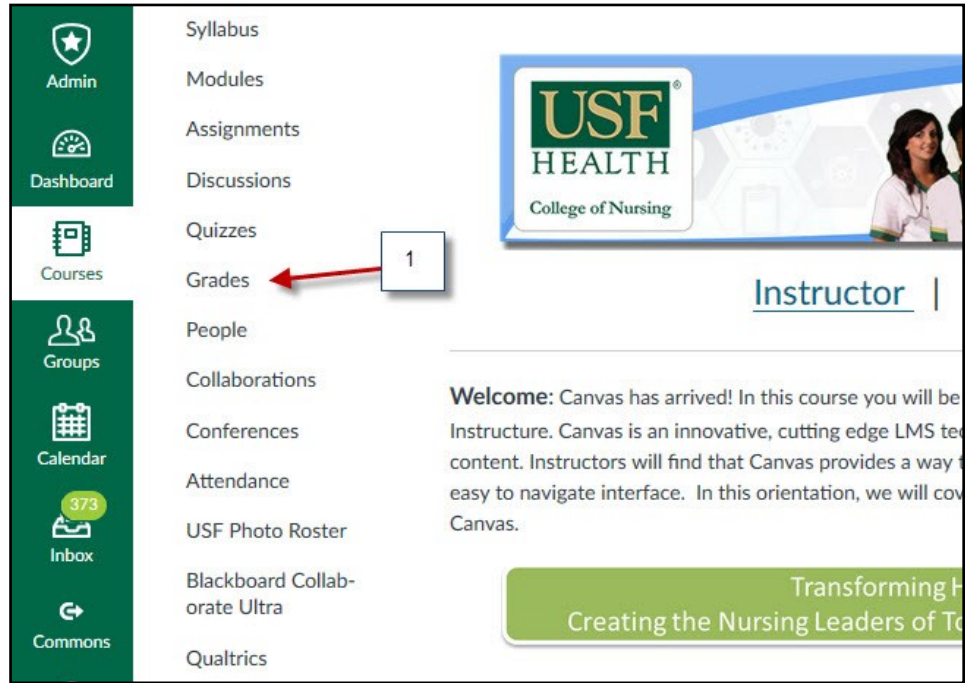 Admin
Dashboard
Courses
Groups
Calendar
373
Inbox
Commons
Syllabus
Modules
Assignments
Discussions
Quizzes
Grades
People
Collaborations
Conferences
Attendance
USF Photo Roster
Blackboard Collab-
orate Ultra
Qualtrics
1
USF®
HEALTH
College of Nursing
Instructor |
Welcome: Canvas has arrived! In this course you will be
Instructure. Canvas is an innovative, cutting edge LMS
content. Instructors will find that Canvas provides a way
easy to navigate interface. In this orientation, we will
Canvas.
Transforming
Creating the Nursing Leaders of